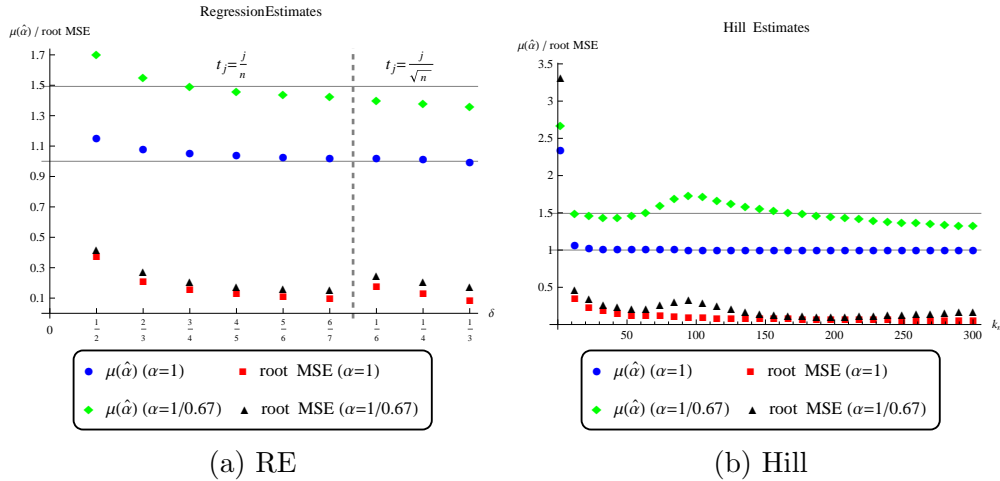 RegressionEstimates
μ(α̂) / root MSE
t_j=j/n
t_j=j/√n
1.7
1.5
1.3
1.1
0.9
0.5
0.3
0.1
0
1/2
2/3
3/4
4/5
5/6
6/7
1/6
1/4
1/3
δ
μ(α̂) (α=1)
root MSE (α=1)
μ(α̂) (α=1/0.67)
root MSE (α=1/0.67)
(a) RE
Hill Estimates
μ(α̂) / root MSE
3.5
3
2.5
2
1.5
1
0.5
50
100
150
200
250
300
μ(α̂) (α=1)
root MSE (α=1)
μ(α̂) (α=1/0.67)
root MSE (α=1/0.67)
(b) Hill